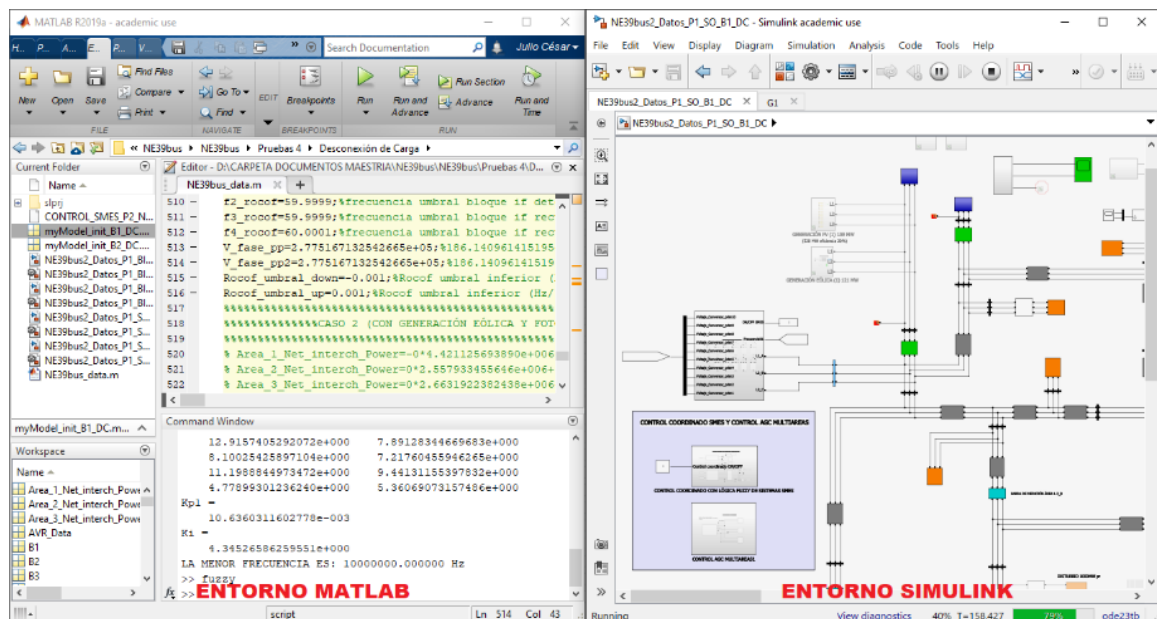 MATLAB R2019a - academic use
H... P... A... E... P... V...
Search Documentation
Julio César
New
Open
Save
Find Files
Compare
Print
Go To
Find
EDIT
Breakpoints
Run
Run and Advance
Run Section
Advance
Run and Time
FILE
NAVIGATE
BREAKPOINTS
RUN
« NE39bus ▸ NE39bus ▸ Pruebas 4 ▸ Desconexión de Carga ▸
Current Folder
Name
slprj
CONTROL_SMES_P2_N...
myModel_init_B1_DC....
myModel_init_B2_DC....
NE39bus2_Datos_P1_BI...
NE39bus2_Datos_P1_BI...
NE39bus2_Datos_P1_BI...
NE39bus2_Datos_P1_S...
NE39bus2_Datos_P1_S...
NE39bus2_Datos_P1_S...
NE39bus_data.m
myModel_init_B1_DC.m...
Workspace
Name
Area_1_Net_interch_Powe
Area_2_Net_interch_Powe
Area_3_Net_interch_Powe
AVR_Data
B1
B2
B3
Editor - D:\CARPETA DOCUMENTOS MAESTRIA\NE39bus\NE39bus\Pruebas 4\D...
NE39bus_data.m
510 - f2_rocof=59.9999;%frecuencia umbral bloque if det
511 - f3_rocof=59.9999;%frecuencia umbral bloque if rec
512 - f4_rocof=60.0001;%frecuencia umbral bloque if rec
513 - V_fase_pp=2.775167132542665e+05;%186.140961415195
514 - V_fase_pp2=2.775167132542665e+05;%186.14096141519
515 - Rocof_umbral_down=-0.001;%Rocof umbral inferior (
516 - Rocof_umbral_up=0.001;%Rocof umbral inferior (Hz/
517 %%%%%%%%%%%%%%%%%%%%%%%%%%%%%%%%%%%%%%%%%%%%%%%%%
518 %%%%%%%%%%%%%CASO 2 (CON GENERACIÓN EÓLICA Y FOT
519 %%%%%%%%%%%%%%%%%%%%%%%%%%%%%%%%%%%%%%%%%%%%%%%%%
520 % Area_1_Net_interch_Power=-0*4.421125693890e+006
521 % Area_2_Net_interch_Power=0*2.557933455646e+006+
522 % Area_3_Net_interch_Power=0*2.6631922382438e+006
Command Window
12.9157405292072e+000 7.89128344669683e+000
8.10025425897104e+000 7.21760455946265e+000
11.1988844973472e+000 9.44131155397832e+000
4.77899301236240e+000 5.36069073157486e+000
Kp1 =
10.6360311602778e-003
Ki =
4.34526586259551e+000
LA MENOR FRECUENCIA ES: 10000000.000000 Hz
>> fuzzy
fx >>
ENTORNO MATLAB
script
Ln 514 Col 43
NE39bus2_Datos_P1_SO_B1_DC - Simulink academic use
File Edit View Display Diagram Simulation Analysis Code Tools Help
NE39bus2_Datos_P1_SO_B1_DC
G1
NE39bus2_Datos_P1_SO_B1_DC ▸
CONTROL COORDINADO SMES Y CONTROL AGC MULTIAREAS
CONTROL COORDINADO CON LÓGICA FUZZY EN SISTEMAS SMES
CONTROL AGC MULTIAREAS
ENTORNO SIMULINK
Running
View diagnostics
40%
T=158.427
79%
ode23tb